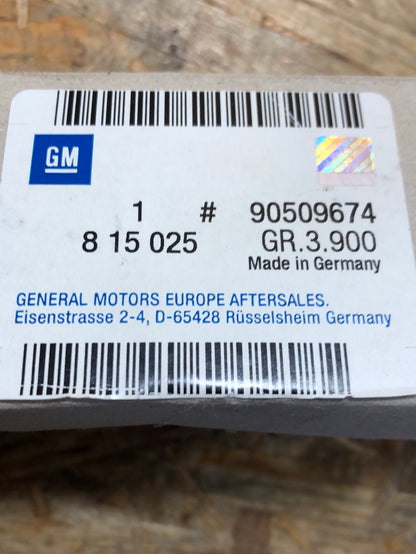 GM
1 # 90509674
8 15 025 GR.3.900
Made in Germany
GENERAL MOTORS EUROPE AFTERSALES.
Eisenstrasse 2-4, D-65428 Rüsselsheim Germany